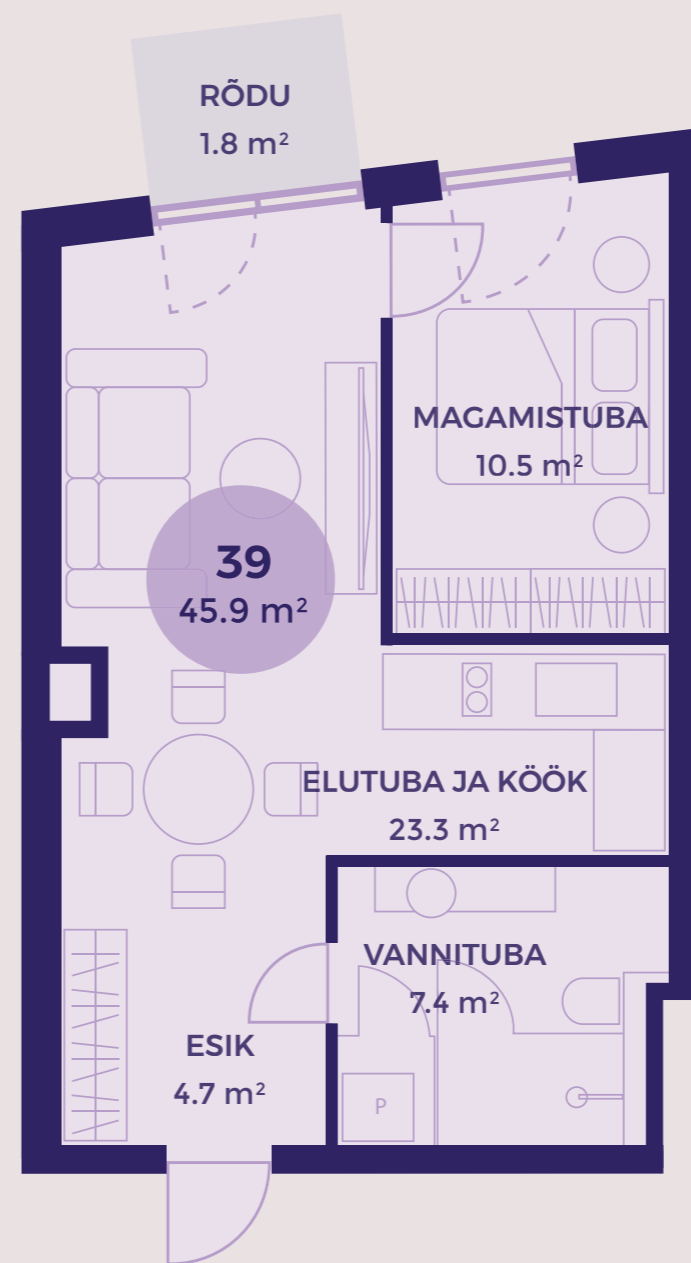 RÕDU
1.8 m²
MAGAMISTUBA
10.5 m²
39
45.9 m²
ELUTUBA JA KÖÖK
23.3 m²
VANNITUBA
7.4 m²
ESIK
4.7 m²
P